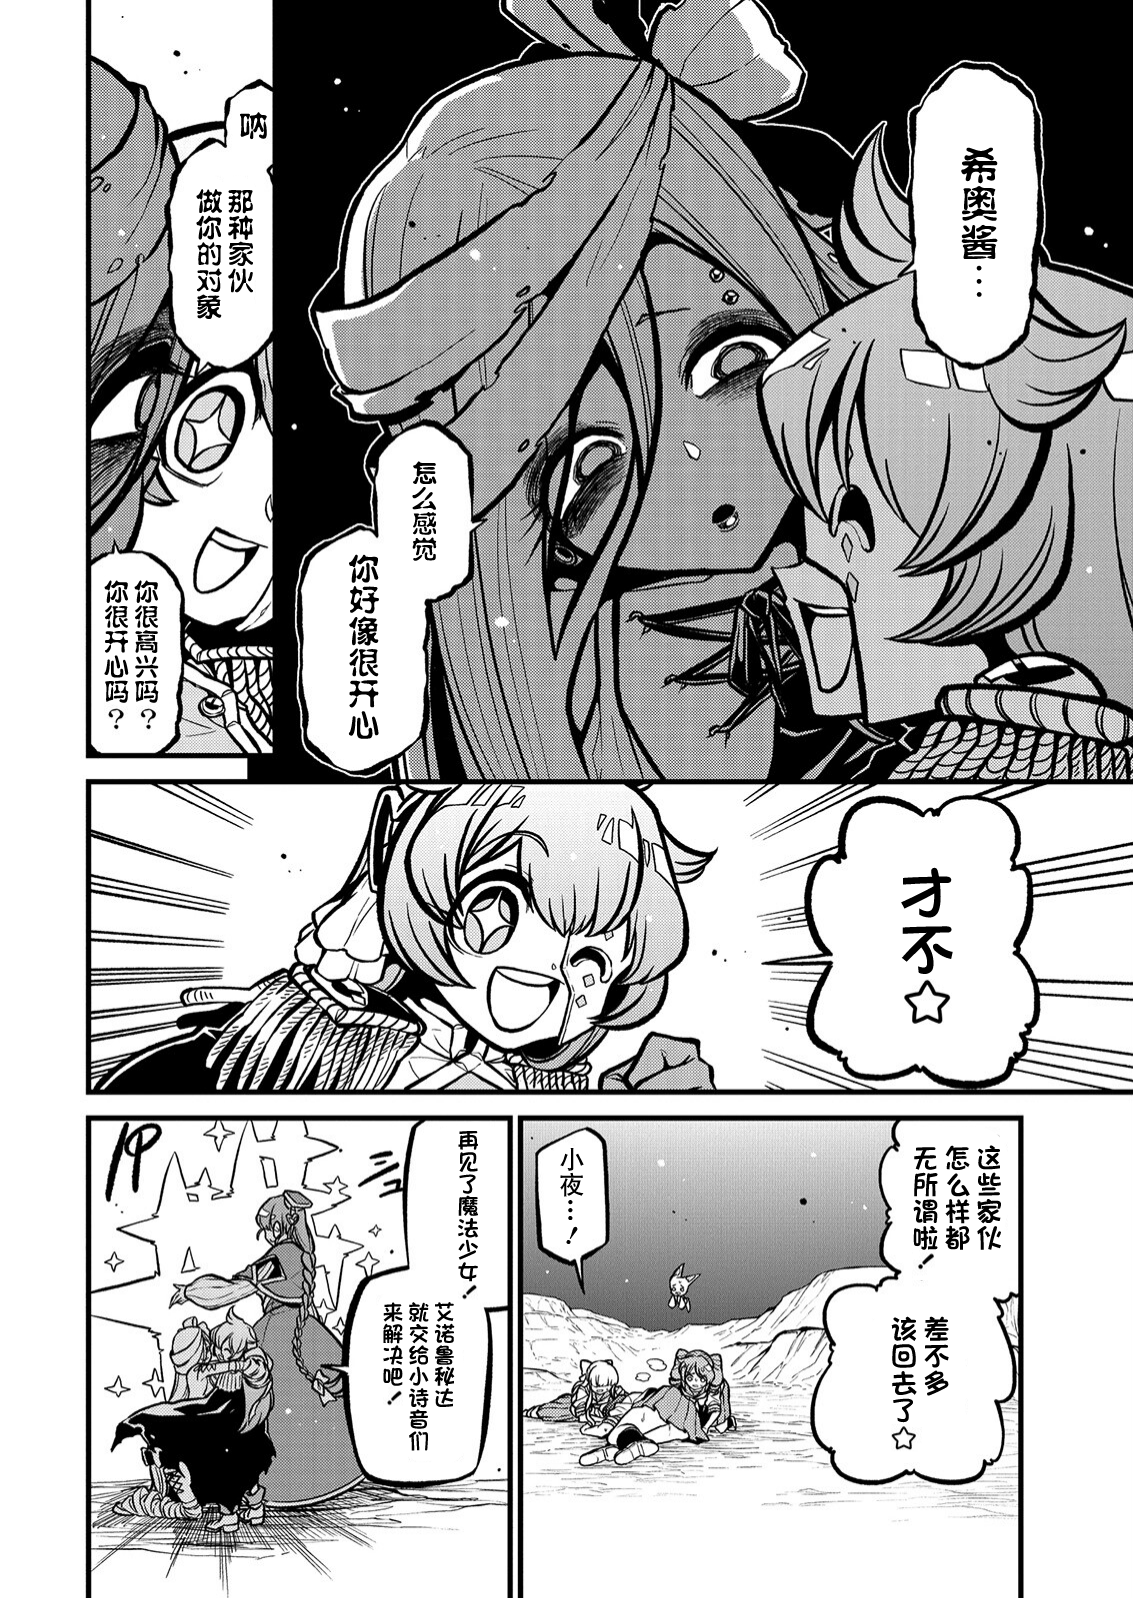 希奥酱…
怎么感觉
你好像很开心
呐
那种家伙
做你的对象
你很高兴吗？
你很开心吗？
才不☆
这些家伙
怎么样都
无所谓啦！
差不多
该回去了☆
小夜…！
再见了魔法少女！
艾诺鲁秘达
就交给小诗音们
来解决吧！
ミュ